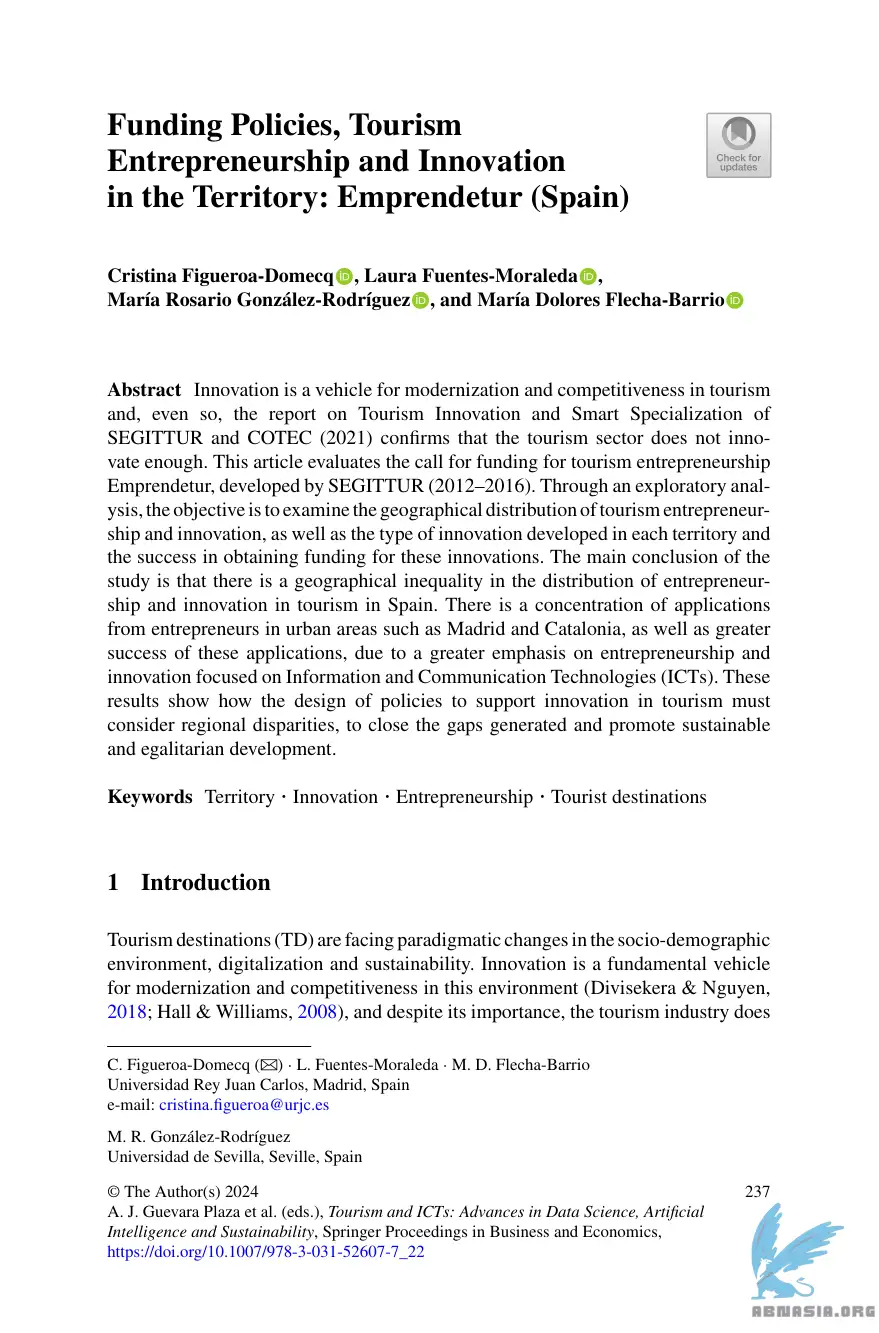 Funding Policies, Tourism
Entrepreneurship and Innovation
in the Territory: Emprendetur (Spain)
Check for
updates
Cristina Figueroa-Domecq iD , Laura Fuentes-Moraleda iD ,
María Rosario González-Rodríguez iD , and María Dolores Flecha-Barrio iD
Abstract Innovation is a vehicle for modernization and competitiveness in tourism
and, even so, the report on Tourism Innovation and Smart Specialization of
SEGITTUR and COTEC (2021) confirms that the tourism sector does not inno-
vate enough. This article evaluates the call for funding for tourism entrepreneurship
Emprendetur, developed by SEGITTUR (2012–2016). Through an exploratory anal-
ysis, the objective is to examine the geographical distribution of tourism entrepreneur-
ship and innovation, as well as the type of innovation developed in each territory and
the success in obtaining funding for these innovations. The main conclusion of the
study is that there is a geographical inequality in the distribution of entrepreneur-
ship and innovation in tourism in Spain. There is a concentration of applications
from entrepreneurs in urban areas such as Madrid and Catalonia, as well as greater
success of these applications, due to a greater emphasis on entrepreneurship and
innovation focused on Information and Communication Technologies (ICTs). These
results show how the design of policies to support innovation in tourism must
consider regional disparities, to close the gaps generated and promote sustainable
and egalitarian development.
Keywords Territory · Innovation · Entrepreneurship · Tourist destinations
1 Introduction
Tourism destinations (TD) are facing paradigmatic changes in the socio-demographic
environment, digitalization and sustainability. Innovation is a fundamental vehicle
for modernization and competitiveness in this environment (Divisekera & Nguyen,
2018; Hall & Williams, 2008), and despite its importance, the tourism industry does
C. Figueroa-Domecq (✉) · L. Fuentes-Moraleda · M. D. Flecha-Barrio
Universidad Rey Juan Carlos, Madrid, Spain
e-mail: cristina.figueroa@urjc.es
M. R. González-Rodríguez
Universidad de Sevilla, Seville, Spain
© The Author(s) 2024 237
A. J. Guevara Plaza et al. (eds.), Tourism and ICTs: Advances in Data Science, Artificial
Intelligence and Sustainability, Springer Proceedings in Business and Economics,
https://doi.org/10.1007/978-3-031-52607-7_22
ABNASIA.ORG